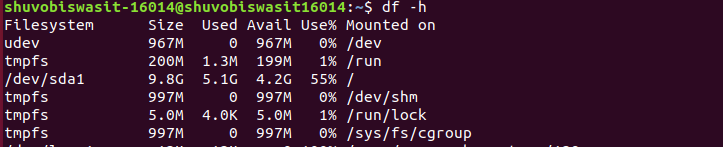 shuvobiswasit-16014@shuvobiswasit16014:~$ df -h
Filesystem      Size  Used Avail Use% Mounted on
udev            967M     0  967M   0% /dev
tmpfs           200M  1.3M  199M   1% /run
/dev/sda1       9.8G  5.1G  4.2G  55% /
tmpfs           997M     0  997M   0% /dev/shm
tmpfs           5.0M  4.0K  5.0M   1% /run/lock
tmpfs           997M     0  997M   0% /sys/fs/cgroup